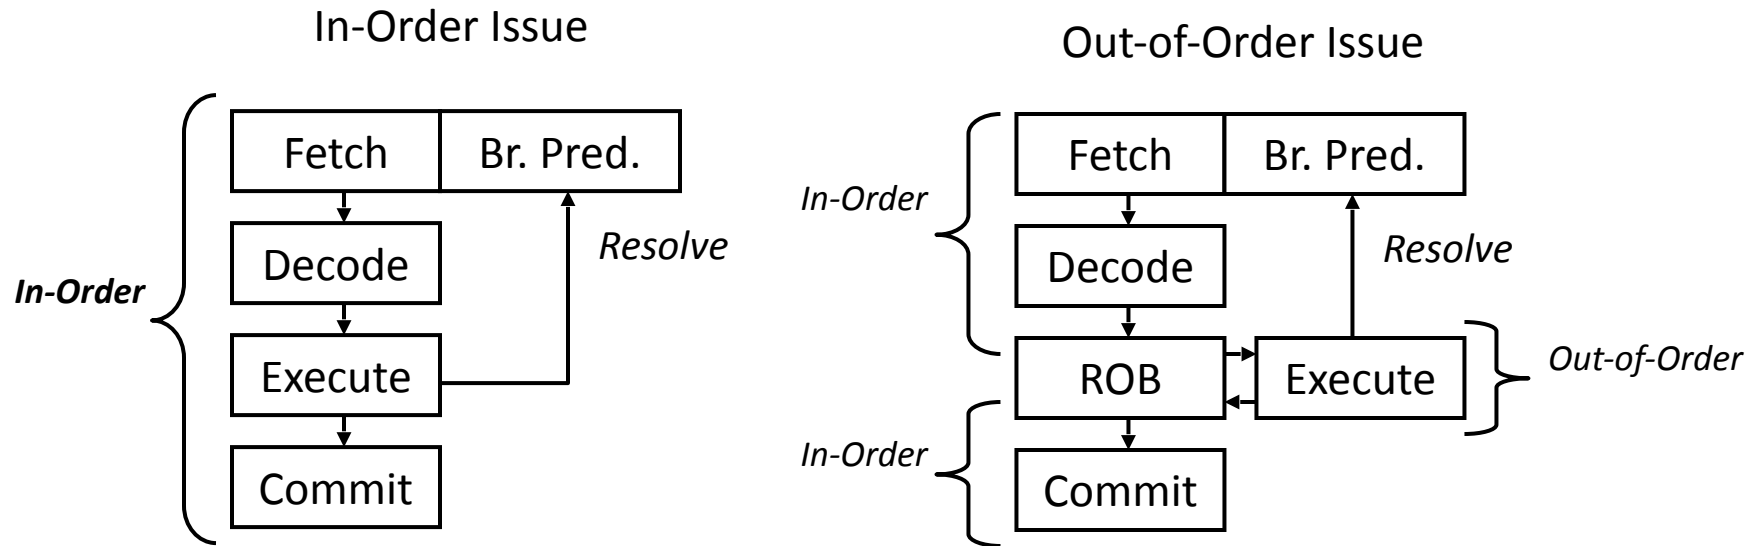 In-Order Issue
Fetch
Br. Pred.
Decode
Resolve
In-Order
Execute
Commit
Out-of-Order Issue
Fetch
Br. Pred.
In-Order
Decode
Resolve
ROB
Execute
Out-of-Order
In-Order
Commit